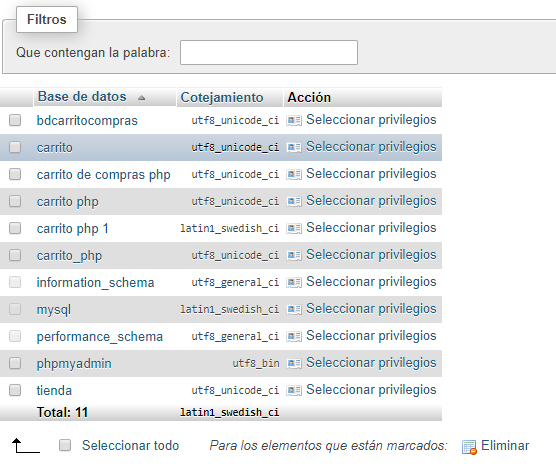 Filtros
Que contengan la palabra:
Base de datos Cotejamiento Acción
bdcarritocompras utf8_unicode_ci Seleccionar privilegios
carrito utf8_unicode_ci Seleccionar privilegios
carrito de compras php utf8_unicode_ci Seleccionar privilegios
carrito php utf8_unicode_ci Seleccionar privilegios
carrito php 1 latin1_swedish_ci Seleccionar privilegios
carrito_php utf8_unicode_ci Seleccionar privilegios
information_schema utf8_general_ci Seleccionar privilegios
mysql latin1_swedish_ci Seleccionar privilegios
performance_schema utf8_general_ci Seleccionar privilegios
phpmyadmin utf8_bin Seleccionar privilegios
tienda utf8_unicode_ci Seleccionar privilegios
Total: 11 latin1_swedish_ci
Seleccionar todo Para los elementos que están marcados: Eliminar